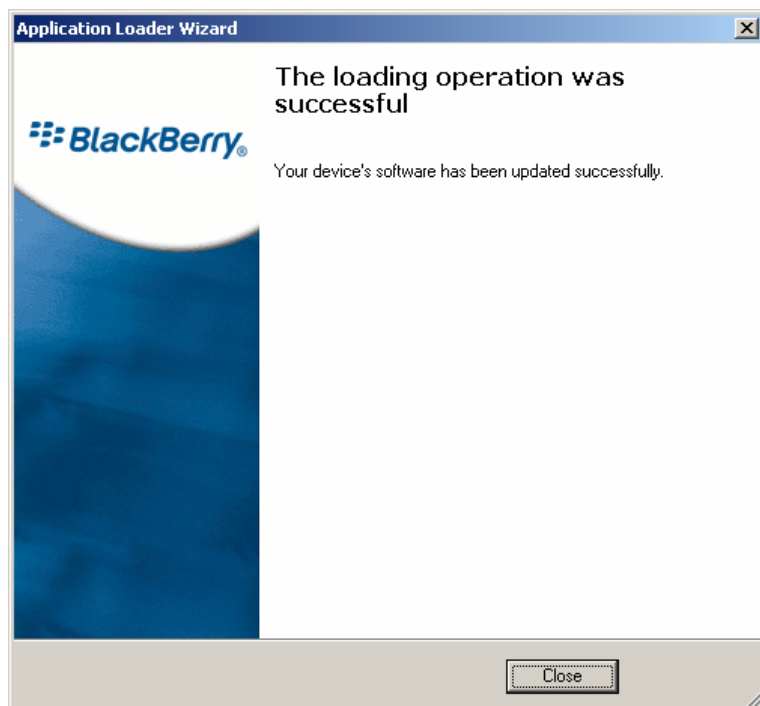 Application Loader Wizard
The loading operation was
successful
BlackBerry®
Your device's software has been updated successfully.
Close